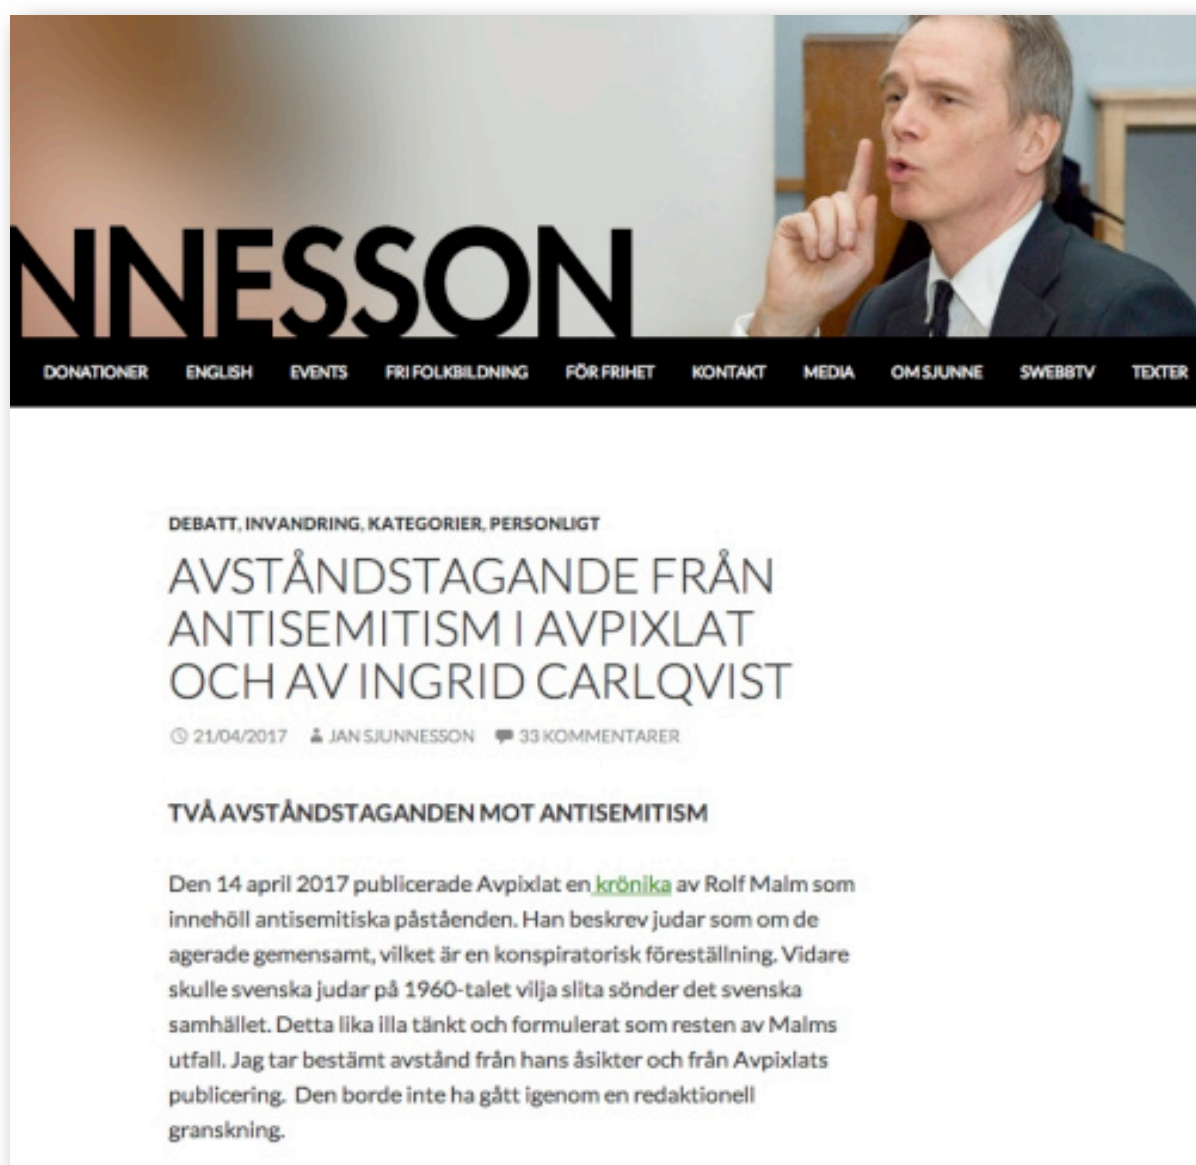 NNESSON
DONATIONER ENGLISH EVENTS FRI FOLKBILDNING FÖR FRIHET KONTAKT MEDIA OM SJUNNE SWEBBTV TEXTER
DEBATT, INVANDRING, KATEGORIER, PERSONLIGT
AVSTÅNDSTAGANDE FRÅN
ANTISEMITISM I AVPIXLAT
OCH AV INGRID CARLQVIST
21/04/2017 JAN SJUNNESSON 33 KOMMENTARER
TVÅ AVSTÅNDSTAGANDEN MOT ANTISEMITISM
Den 14 april 2017 publicerade Avpixlat en krönika av Rolf Malm som
innehöll antisemitiska påståenden. Han beskrev judar som om de
agerade gemensamt, vilket är en konspiratorisk föreställning. Vidare
skulle svenska judar på 1960-talet vilja slita sönder det svenska
samhället. Detta lika illa tänkt och formulerat som resten av Malms
utfall. Jag tar bestämt avstånd från hans åsikter och från Avpixlats
publicering. Den borde inte ha gått igenom en redaktionell
granskning.